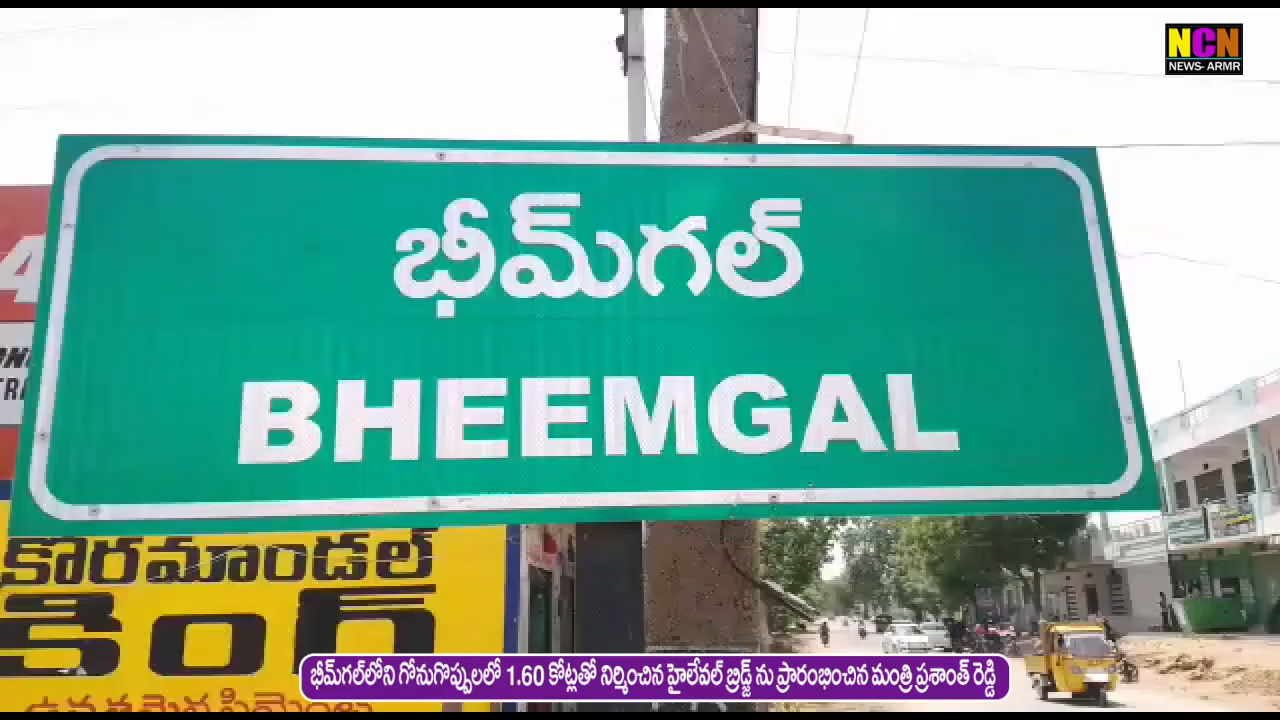 NCN
NEWS- ARMR
భీమ్‌గల్
BHEEMGAL
కోరమాండల్
కింగ్
భీమ్‌గల్‌లోని గోనుగొప్పులలో 1.60 కోట్లతో నిర్మించిన హైలేవల్ బ్రిడ్జ్ ను ప్రారంభించిన మంత్రి ప్రశాంత్ రెడ్డి